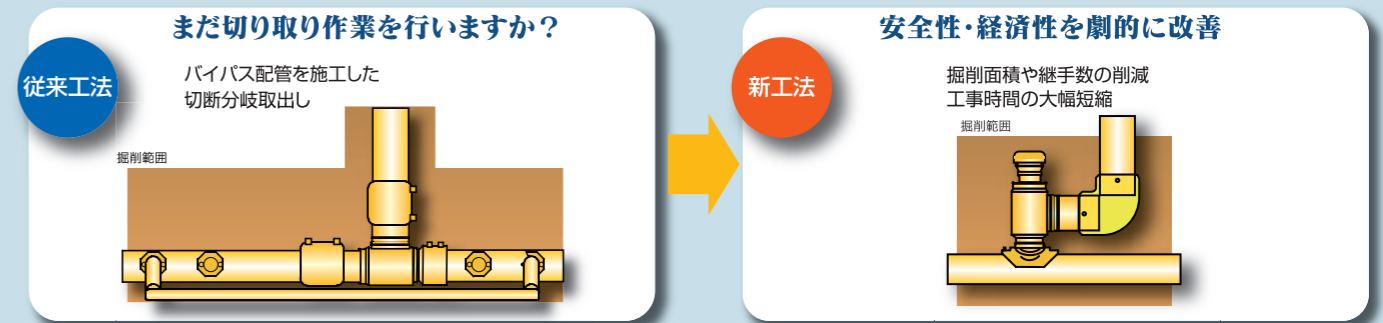 まだ切り取り作業を行いますか？
従来工法
バイパス配管を施工した
切断分岐取出し
掘削範囲
安全性・経済性を劇的に改善
新工法
掘削面積や継手数の削減
工事時間の大幅短縮
掘削範囲